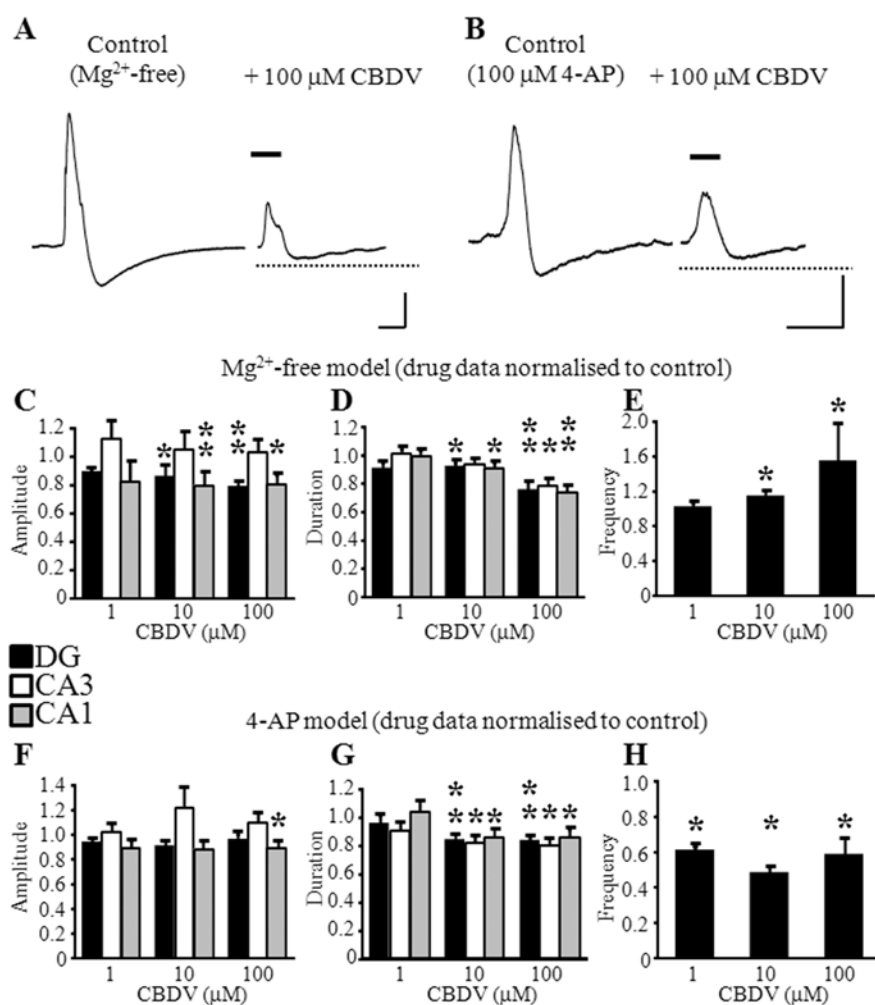 A
B
Control
(Mg²⁺-free)
+ 100 µM CBDV
Control
(100 µM 4-AP)
+ 100 µM CBDV
Mg²⁺-free model (drug data normalised to control)
C
D
E
1.2
1.0
0.8
0.6
0.4
0.2
0
Amplitude
*
* *
* *
*
1
10
100
CBDV (µM)
1.2
1.0
0.8
0.6
0.4
0.2
0
Duration
*
*
* *
*
* *
1
10
100
CBDV (µM)
2.0
1.6
1.2
0.8
0.4
0
Frequency
*
*
1
10
100
CBDV (µM)
DG
CA3
CA1
4-AP model (drug data normalised to control)
F
G
H
1.4
1.2
1.0
0.8
0.6
0.4
0.2
0
Amplitude
*
1
10
100
CBDV (µM)
1.2
1.0
0.8
0.6
0.4
0.2
0
Duration
* *
*
*
* *
*
*
1
10
100
CBDV (µM)
1.0
0.8
0.6
0.4
0.2
0
Frequency
*
*
*
1
10
100
CBDV (µM)